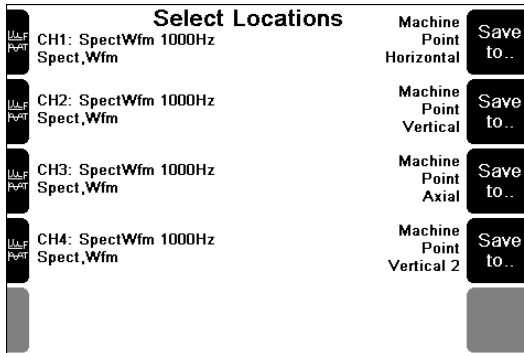 Select Locations
CH1: SpectWfm 1000Hz
Spect,Wfm
Machine
Point
Horizontal
Save
to..
CH2: SpectWfm 1000Hz
Spect,Wfm
Machine
Point
Vertical
Save
to..
CH3: SpectWfm 1000Hz
Spect,Wfm
Machine
Point
Axial
Save
to..
CH4: SpectWfm 1000Hz
Spect,Wfm
Machine
Point
Vertical 2
Save
to..